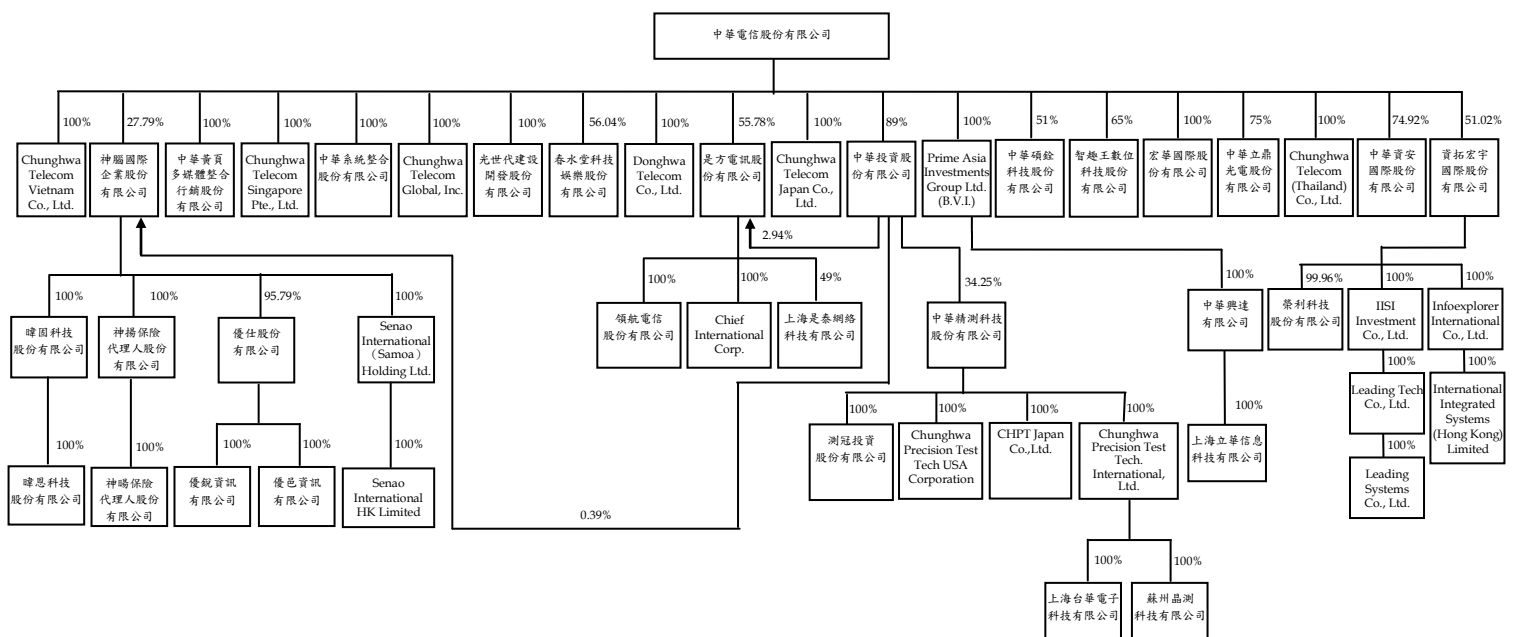 中華電信股份有限公司
100%
27.79%
100%
100%
100%
100%
100%
56.04%
100%
55.78%
100%
89%
100%
51%
65%
100%
75%
100%
74.92%
51.02%
Chunghwa
Telecom
Vietnam
Co., Ltd.
神腦國際
企業股份
有限公司
中華黃頁
多媒體整合
行銷股份
有限公司
Chunghwa
Telecom
Singapore
Pte., Ltd.
中華系統整合
股份有限公司
Chunghwa
Telecom
Global, Inc.
光世代建設
開發股份
有限公司
春水堂科技
娛樂股份
有限公司
Donghwa
Telecom
Co., Ltd.
是方電訊股
份有限公司
Chunghwa
Telecom
Japan Co.,
Ltd.
中華投資股
份有限公司
Prime Asia
Investments
Group Ltd.
(B.V.I.)
中華碩銓
科技股份
有限公司
智趣王數位
科技股份
有限公司
宏華國際股
份有限公司
中華立鼎
光電股份
有限公司
Chunghwa
Telecom
(Thailand)
Co., Ltd.
中華資安
國際股份
有限公司
資拓宏宇
國際股份
有限公司
2.94%
100%
100%
95.79%
100%
100%
100%
49%
34.25%
100%
99.96%
100%
100%
暐固科技
股份有限公司
神揚保險
代理人股份
有限公司
優仕股份
有限公司
Senao
International
（Samoa）
Holding Ltd.
領航電信
股份有限公司
Chief
International
Corp.
上海是泰網絡
科技有限公司
中華精測科技
股份有限公司
中華興達
有限公司
榮利科技
股份有限公司
IISI
Investment
Co., Ltd.
Infoexplorer
International
Co., Ltd.
100%
100%
100%
100%
100%
100%
100%
100%
100%
100%
100%
100%
暐恩科技
股份有限公司
神暘保險
代理人股份
有限公司
優銳資訊
有限公司
優邑資訊
有限公司
Senao
International
HK Limited
測冠投資
股份有限公司
Chunghwa
Precision Test
Tech USA
Corporation
CHPT Japan
Co.,Ltd.
Chunghwa
Precision Test
Tech.
International,
Ltd.
上海立華信息
科技有限公司
Leading Tech
Co., Ltd.
International
Integrated
Systems
(Hong Kong)
Limited
100%
Leading
Systems
Co., Ltd.
0.39%
100%
100%
上海台華電子
科技有限公司
蘇州晶測
科技有限公司